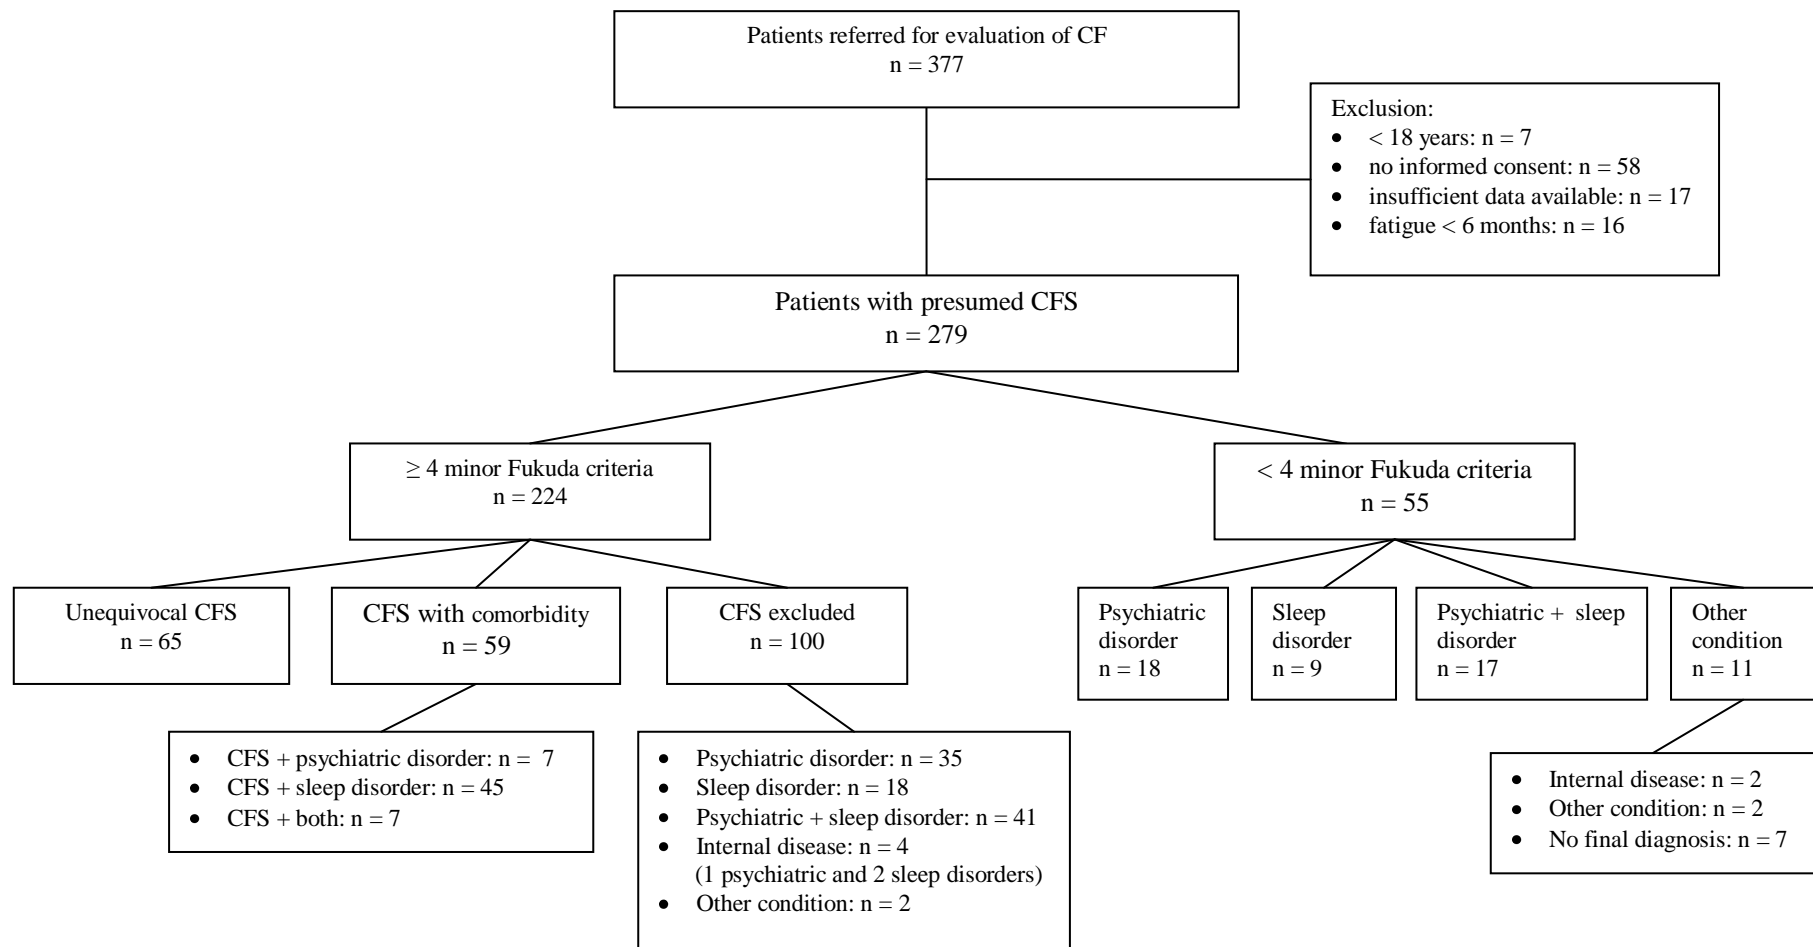 Patients referred for evaluation of CF
n = 377
Exclusion:
• < 18 years: n = 7
• no informed consent: n = 58
• insufficient data available: n = 17
• fatigue < 6 months: n = 16
Patients with presumed CFS
n = 279
≥ 4 minor Fukuda criteria
n = 224
< 4 minor Fukuda criteria
n = 55
Unequivocal CFS
n = 65
CFS with comorbidity
n = 59
CFS excluded
n = 100
Psychiatric
disorder
n = 18
Sleep
disorder
n = 9
Psychiatric + sleep
disorder
n = 17
Other
condition
n = 11
• CFS + psychiatric disorder: n = 7
• CFS + sleep disorder: n = 45
• CFS + both: n = 7
• Psychiatric disorder: n = 35
• Sleep disorder: n = 18
• Psychiatric + sleep disorder: n = 41
• Internal disease: n = 4
(1 psychiatric and 2 sleep disorders)
• Other condition: n = 2
• Internal disease: n = 2
• Other condition: n = 2
• No final diagnosis: n = 7